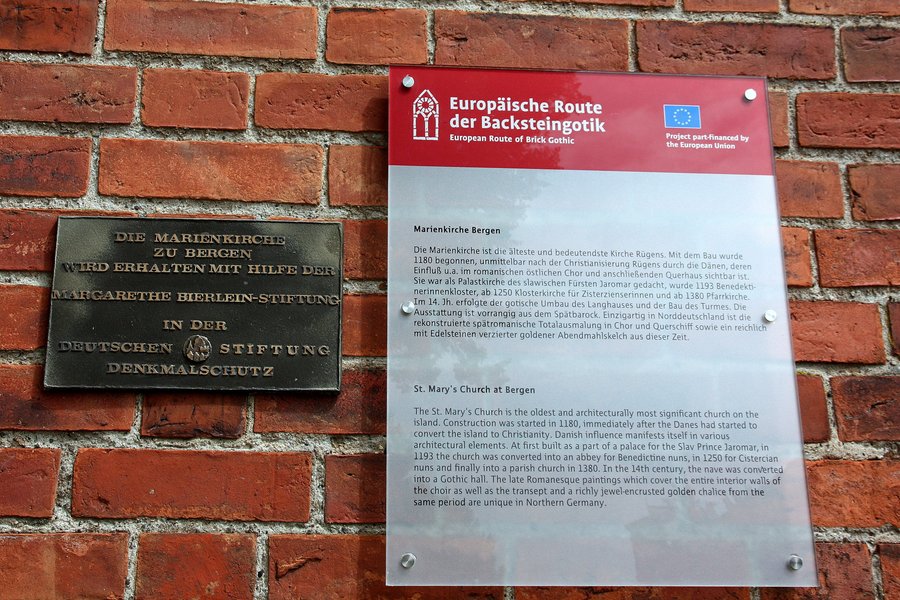 DIE MARIENKIRCHE
ZU BERGEN
WIRD ERHALTEN MIT HILFE DER
MARGARETHE BIERLEIN-STIFTUNG
IN DER
DEUTSCHEN STIFTUNG
DENKMALSCHUTZ
Europäische Route
der Backsteingotik
European Route of Brick Gothic
Project part-financed by
the European Union
Marienkirche Bergen
Die Marienkirche ist die älteste und bedeutendste Kirche Rügens. Mit dem Bau wurde
1180 begonnen, unmittelbar nach der Christianisierung Rügens durch die Dänen, deren
Einfluß u.a. im romanischen östlichen Chor und anschließenden Querhaus sichtbar ist.
Sie war als Palastkirche des slawischen Fürsten Jaromar gedacht, wurde 1193 Benedekti-
nerinnenkloster, ab 1250 Klosterkirche für Zisterzienserinnen und ab 1380 Pfarrkirche.
Im 14. Jh. erfolgte der gotische Umbau des Langhauses und der Bau des Turmes. Die
Ausstattung ist vorrangig aus dem Spätbarock. Einzigartig in Norddeutschland ist die
rekonstruierte spätromanische Totalausmalung in Chor und Querschiff sowie ein reichlich
mit Edelsteinen verzierter goldener Abendmahlskelch aus dieser Zeit.
St. Mary's Church at Bergen
The St. Mary's Church is the oldest and architecturally most significant church on the
island. Construction was started in 1180, immediately after the Danes had started to
convert the island to Christianity. Danish influence manifests itself in various
architectural elements. At first built as a part of a palace for the Slav Prince Jaromar, in
1193 the church was converted into an abbey for Benedictine nuns, in 1250 for Cistercian
nuns and finally into a parish church in 1380. In the 14th century, the nave was converted
into a Gothic hall. The late Romanesque paintings which cover the entire interior walls of
the choir as well as the transept and a richly jewel-encrusted golden chalice from the
same period are unique in Northern Germany.